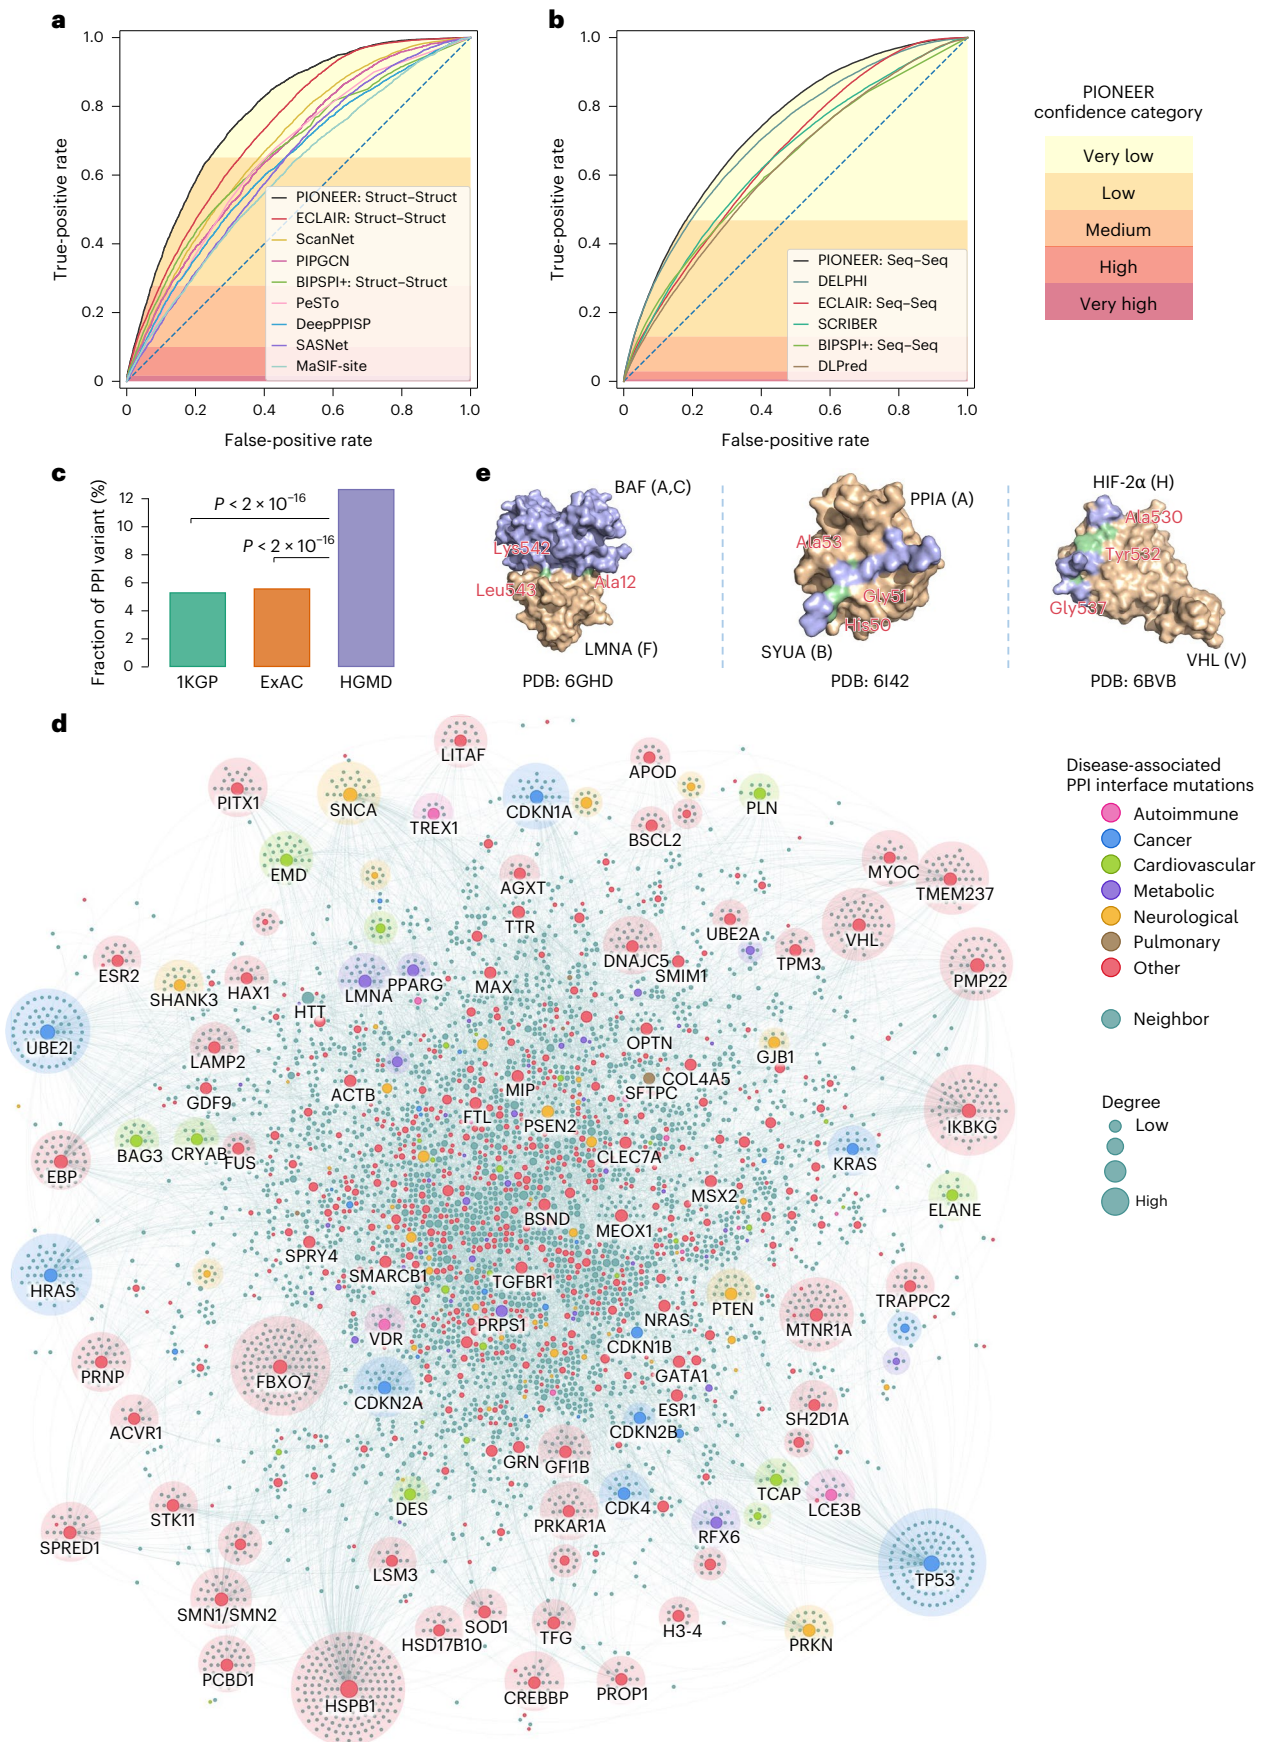 a
1.0
0.8
0.6
0.4
0.2
0
True-positive rate
PIONEER: Struct–Struct
ECLAIR: Struct–Struct
ScanNet
PIPGCN
BIPSPI+: Struct–Struct
PeSTo
DeepPPISP
SASNet
MaSIF-site
0 0.2 0.4 0.6 0.8 1.0
False-positive rate
b
1.0
0.8
0.6
0.4
0.2
0
True-positive rate
PIONEER: Seq–Seq
DELPHI
ECLAIR: Seq–Seq
SCRIBER
BIPSPI+: Seq–Seq
DLPred
0 0.2 0.4 0.6 0.8 1.0
False-positive rate
PIONEER
confidence category
Very low
Low
Medium
High
Very high
c
Fraction of PPI variant (%)
12
10
8
6
4
2
0
P < 2 × 10⁻¹⁶
P < 2 × 10⁻¹⁶
1KGP ExAC HGMD
e
BAF (A,C)
Lys542
Leu543
Ala12
LMNA (F)
PDB: 6GHD
PPIA (A)
Ala53
Gly51
His50
SYUA (B)
PDB: 6I42
HIF-2α (H)
Ala530
Tyr532
Gly537
VHL (V)
PDB: 6BVB
d
LITAF
APOD
PITX1
SNCA
TREX1
CDKN1A
BSCL2
PLN
EMD
AGXT
MYOC
TMEM237
TTR
UBE2A
VHL
DNAJC5
SMIM1
TPM3
ESR2
SHANK3
HAX1
LMNA
PPARG
MAX
PMP22
HTT
UBE2I
LAMP2
OPTN
GJB1
GDF9
ACTB
MIP
SFTPC
COL4A5
FTL
PSEN2
IKBKG
BAG3
CRYAB
FUS
CLEC7A
KRAS
EBP
MSX2
ELANE
BSND
MEOX1
SPRY4
SMARCB1
TGFBR1
HRAS
PTEN
TRAPPC2
VDR
PRPS1
NRAS
MTNR1A
CDKN1B
PRNP
FBXO7
GATA1
CDKN2A
ESR1
SH2D1A
ACVR1
CDKN2B
GRN
GFI1B
DES
CDK4
TCAP
LCE3B
STK11
PRKAR1A
RFX6
SPRED1
LSM3
TP53
SMN1/SMN2
SOD1
HSD17B10
TFG
H3-4
PRKN
PCBD1
HSPB1
CREBBP
PROP1
Disease-associated
PPI interface mutations
Autoimmune
Cancer
Cardiovascular
Metabolic
Neurological
Pulmonary
Other
Neighbor
Degree
Low
High